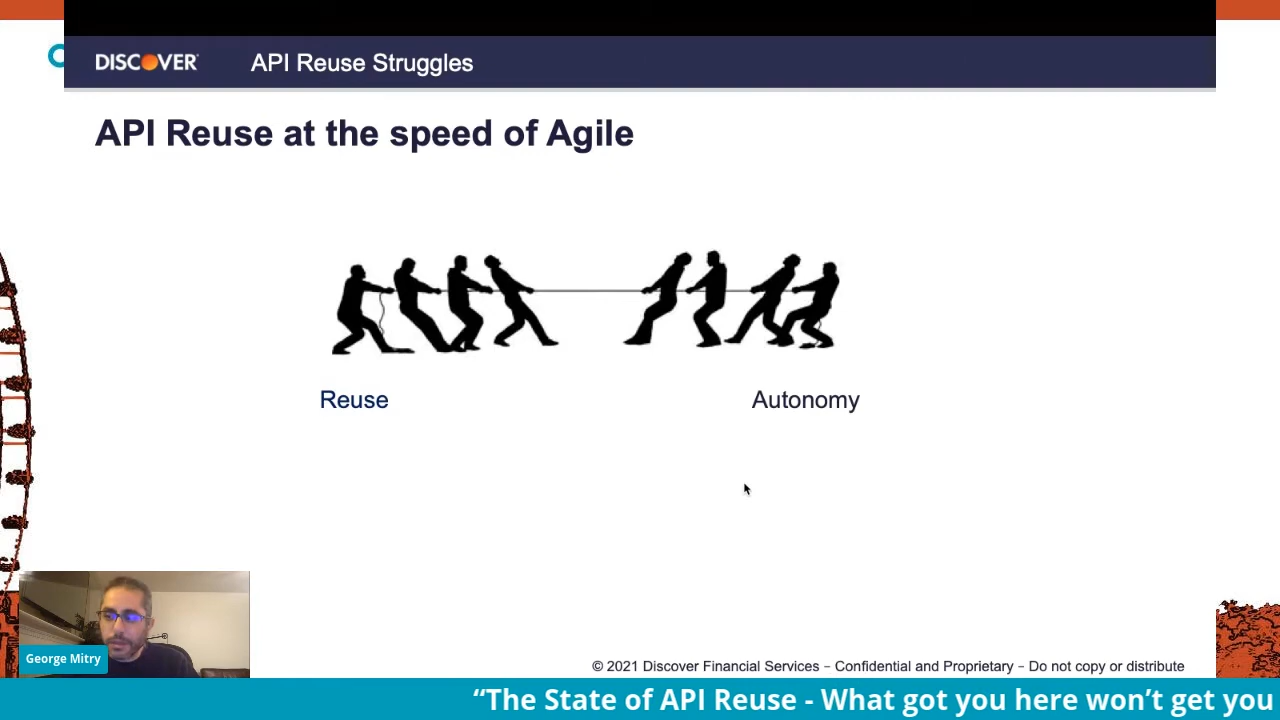 DISCOVER
API Reuse Struggles
API Reuse at the speed of Agile
Reuse
Autonomy
George Mitry
© 2021 Discover Financial Services – Confidential and Proprietary – Do not copy or distribute
“The State of API Reuse - What got you here won’t get you